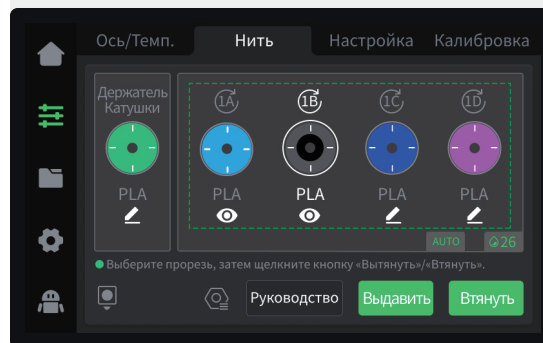 Ось/Темп. Нить Настройка Калибровка
Держатель
Катушки
1A 1B 1C 1D
PLA PLA PLA PLA PLA
AUTO 26
Выберите прорезь, затем щелкните кнопку «Вытянуть»/«Втянуть».
Руководство Выдавить Втянуть